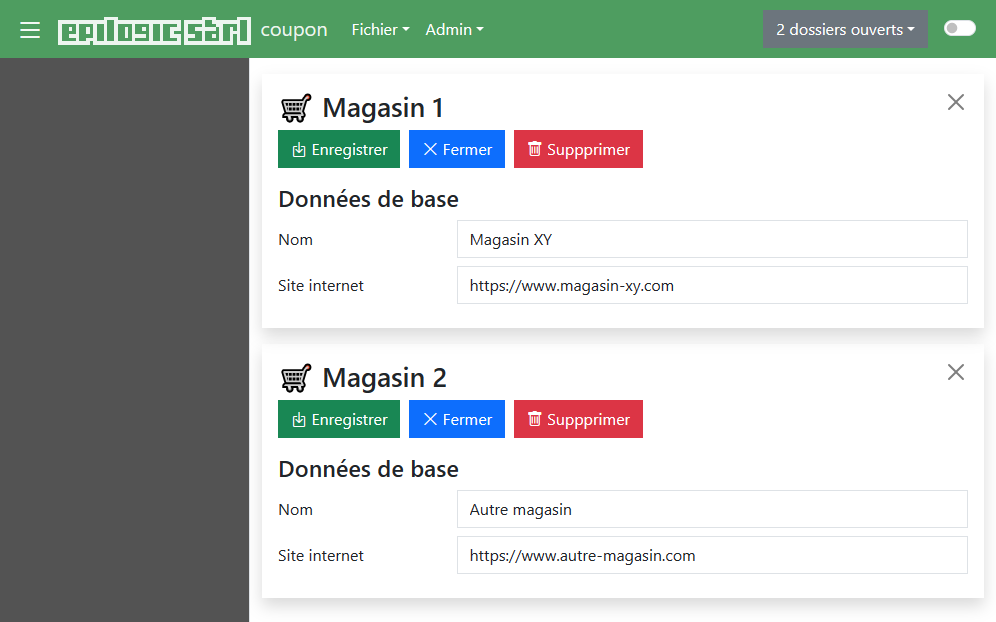 eplogic sàrl coupon Fichier Admin 2 dossiers ouverts
Magasin 1
Enregistrer Fermer Suppprimer
Données de base
Nom Magasin XY
Site internet https://www.magasin-xy.com
Magasin 2
Enregistrer Fermer Suppprimer
Données de base
Nom Autre magasin
Site internet https://www.autre-magasin.com